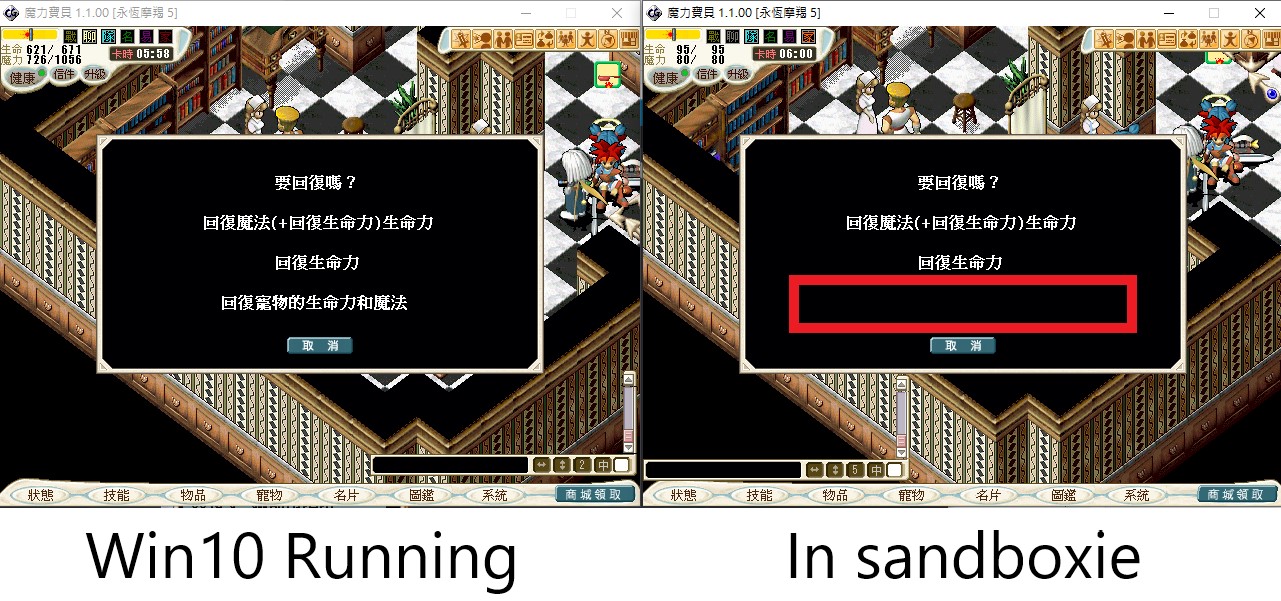 魔力寶貝 1.1.00 [永恆摩羯 5]
生命 621/ 671
魔力 726/1056
卡時 05:58
健康 信件 升級
要回復嗎？
回復魔法(+回復生命力)生命力
回復生命力
回復寵物的生命力和魔法
取 消
2 中
狀態 技能 物品 寵物 名片 圖鑑 系統 商城領取
Win10 Running
魔力寶貝 1.1.00 [永恆摩羯 5]
生命 95/ 95
魔力 80/ 80
卡時 06:00
健康 信件 升級
要回復嗎？
回復魔法(+回復生命力)生命力
回復生命力
取 消
5 中
狀態 技能 物品 寵物 名片 圖鑑 系統 商城領取
In sandboxie